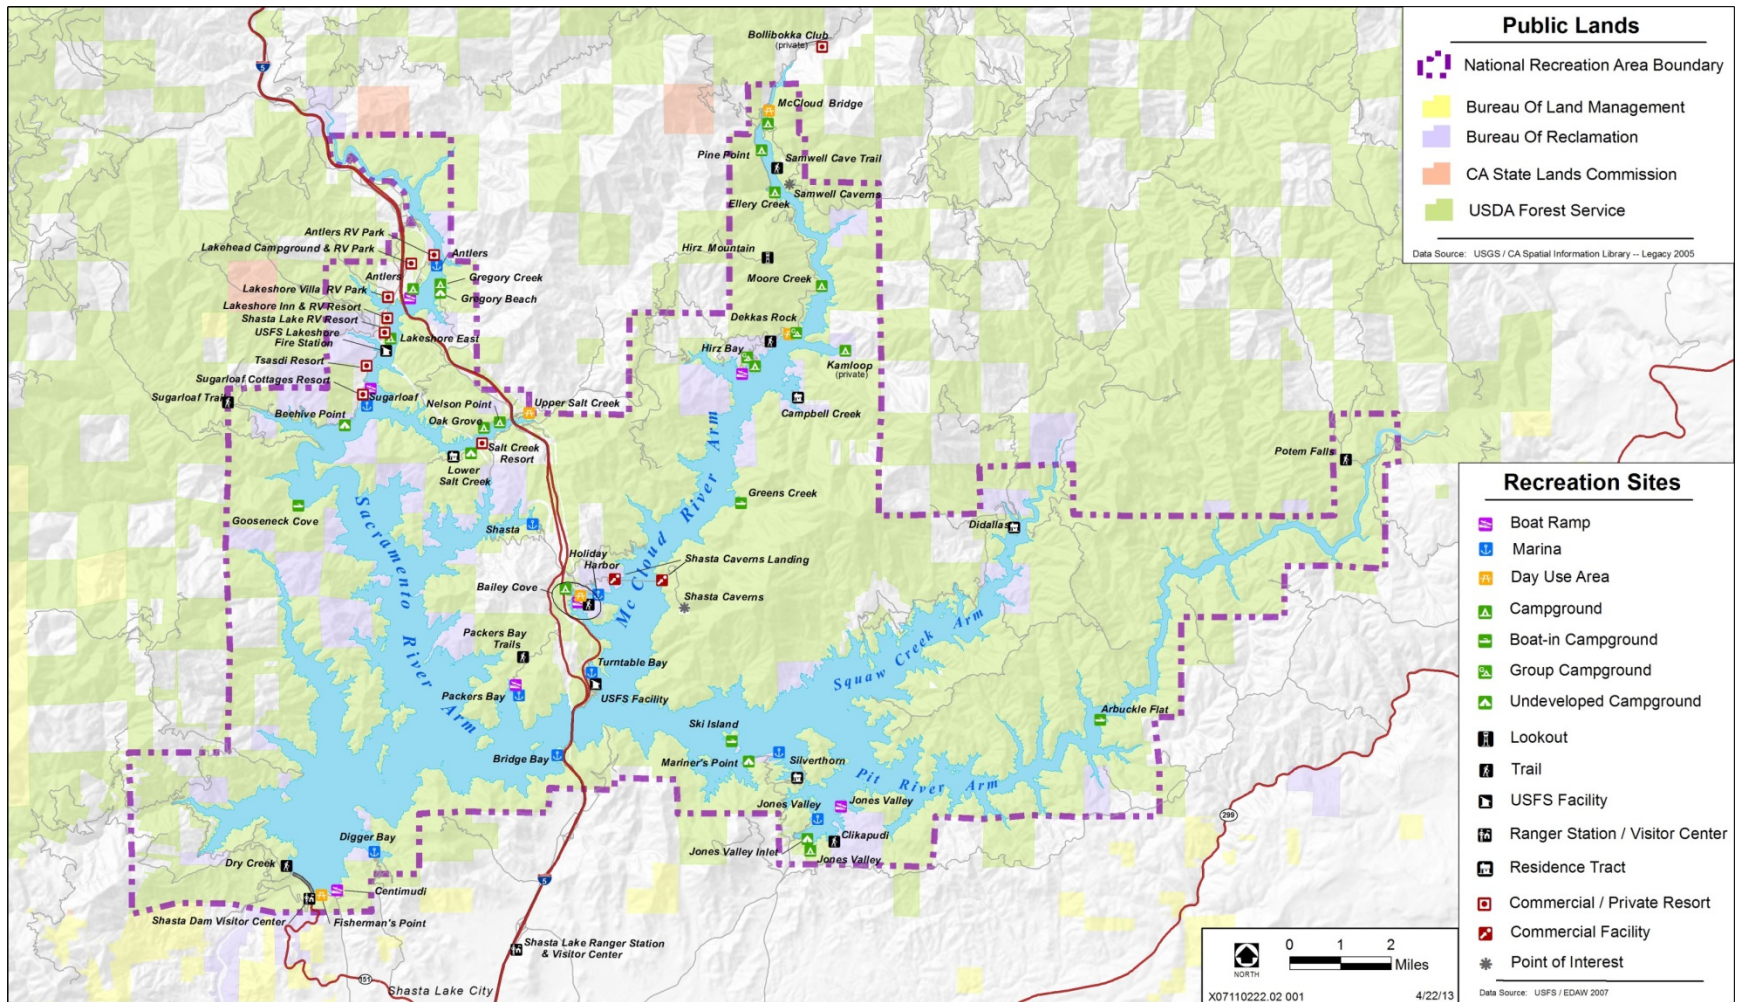 Public Lands
National Recreation Area Boundary
Bureau Of Land Management
Bureau Of Reclamation
CA State Lands Commission
USDA Forest Service
Data Source: USGS / CA Spatial Information Library -- Legacy 2005
Bollibokka Club
(private)
5
McCloud Bridge
Pine Point
Samwell Cave Trail
Samwell Caverns
Ellery Creek
Antlers RV Park
Lakehead Campground & RV Park
Antlers
Hirz Mountain
Antlers
Gregory Creek
Moore Creek
Lakeshore Villa RV Park
Gregory Beach
Lakeshore Inn & RV Resort
Shasta Lake RV Resort
USFS Lakeshore
Fire Station
Lakeshore East
Dekkas Rock
Hirz Bay
Tsasdi Resort
Kamloop
(private)
Sugarloaf Cottages Resort
Sugarloaf Trail
Sugarloaf
Nelson Point
Upper Salt Creek
Beehive Point
Oak Grove
Campbell Creek
Salt Creek
Resort
Lower
Salt Creek
Potem Falls
Gooseneck Cove
Greens Creek
Shasta
Didallas
Sacramento River Arm
McCloud River Arm
Holiday
Harbor
Shasta Caverns Landing
Bailey Cove
Shasta Caverns
Packers Bay
Trails
Turntable Bay
Squaw Creek Arm
Packers Bay
USFS Facility
Ski Island
Arbuckle Flat
Bridge Bay
Mariner's Point
Silverthorn
Pit River Arm
Jones Valley
Jones Valley
299
Digger Bay
Clikapudi
Jones Valley Inlet
Jones Valley
Dry Creek
5
Centimudi
Shasta Dam Visitor Center
Fisherman's Point
Shasta Lake Ranger Station
& Visitor Center
151
Shasta Lake City
Recreation Sites
Boat Ramp
Marina
Day Use Area
Campground
Boat-in Campground
Group Campground
Undeveloped Campground
Lookout
Trail
USFS Facility
Ranger Station / Visitor Center
Residence Tract
Commercial / Private Resort
Commercial Facility
Point of Interest
Data Source: USFS / EDAW 2007
NORTH
0 1 2
Miles
X07110222.02 001
4/22/13